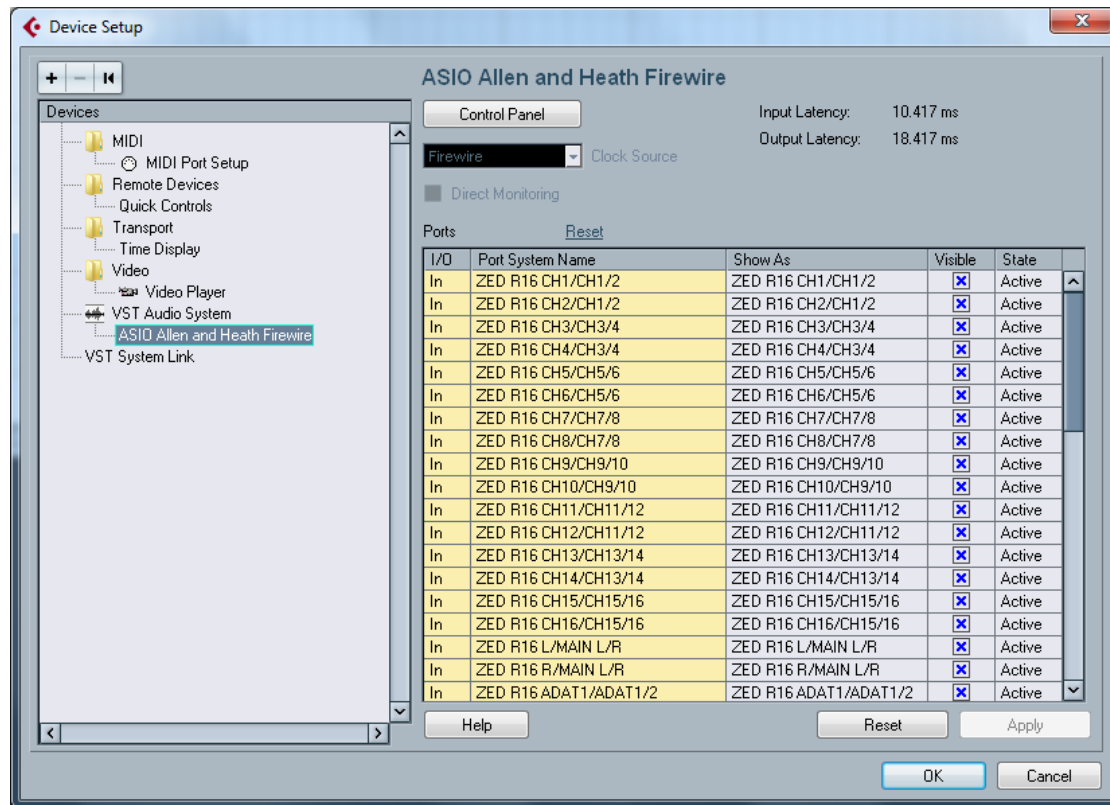 Device Setup
+ −
ASIO Allen and Heath Firewire
Devices
MIDI
MIDI Port Setup
Remote Devices
Quick Controls
Transport
Time Display
Video
Video Player
VST Audio System
ASIO Allen and Heath Firewire
VST System Link
Control Panel
Input Latency: 10.417 ms
Output Latency: 18.417 ms
Firewire Clock Source
Direct Monitoring
Ports Reset
I/O Port System Name Show As Visible State
In ZED R16 CH1/CH1/2 ZED R16 CH1/CH1/2 Active
In ZED R16 CH2/CH1/2 ZED R16 CH2/CH1/2 Active
In ZED R16 CH3/CH3/4 ZED R16 CH3/CH3/4 Active
In ZED R16 CH4/CH3/4 ZED R16 CH4/CH3/4 Active
In ZED R16 CH5/CH5/6 ZED R16 CH5/CH5/6 Active
In ZED R16 CH6/CH5/6 ZED R16 CH6/CH5/6 Active
In ZED R16 CH7/CH7/8 ZED R16 CH7/CH7/8 Active
In ZED R16 CH8/CH7/8 ZED R16 CH8/CH7/8 Active
In ZED R16 CH9/CH9/10 ZED R16 CH9/CH9/10 Active
In ZED R16 CH10/CH9/10 ZED R16 CH10/CH9/10 Active
In ZED R16 CH11/CH11/12 ZED R16 CH11/CH11/12 Active
In ZED R16 CH12/CH11/12 ZED R16 CH12/CH11/12 Active
In ZED R16 CH13/CH13/14 ZED R16 CH13/CH13/14 Active
In ZED R16 CH14/CH13/14 ZED R16 CH14/CH13/14 Active
In ZED R16 CH15/CH15/16 ZED R16 CH15/CH15/16 Active
In ZED R16 CH16/CH15/16 ZED R16 CH16/CH15/16 Active
In ZED R16 L/MAIN L/R ZED R16 L/MAIN L/R Active
In ZED R16 R/MAIN L/R ZED R16 R/MAIN L/R Active
In ZED R16 ADAT1/ADAT1/2 ZED R16 ADAT1/ADAT1/2 Active
Help Reset Apply
OK Cancel